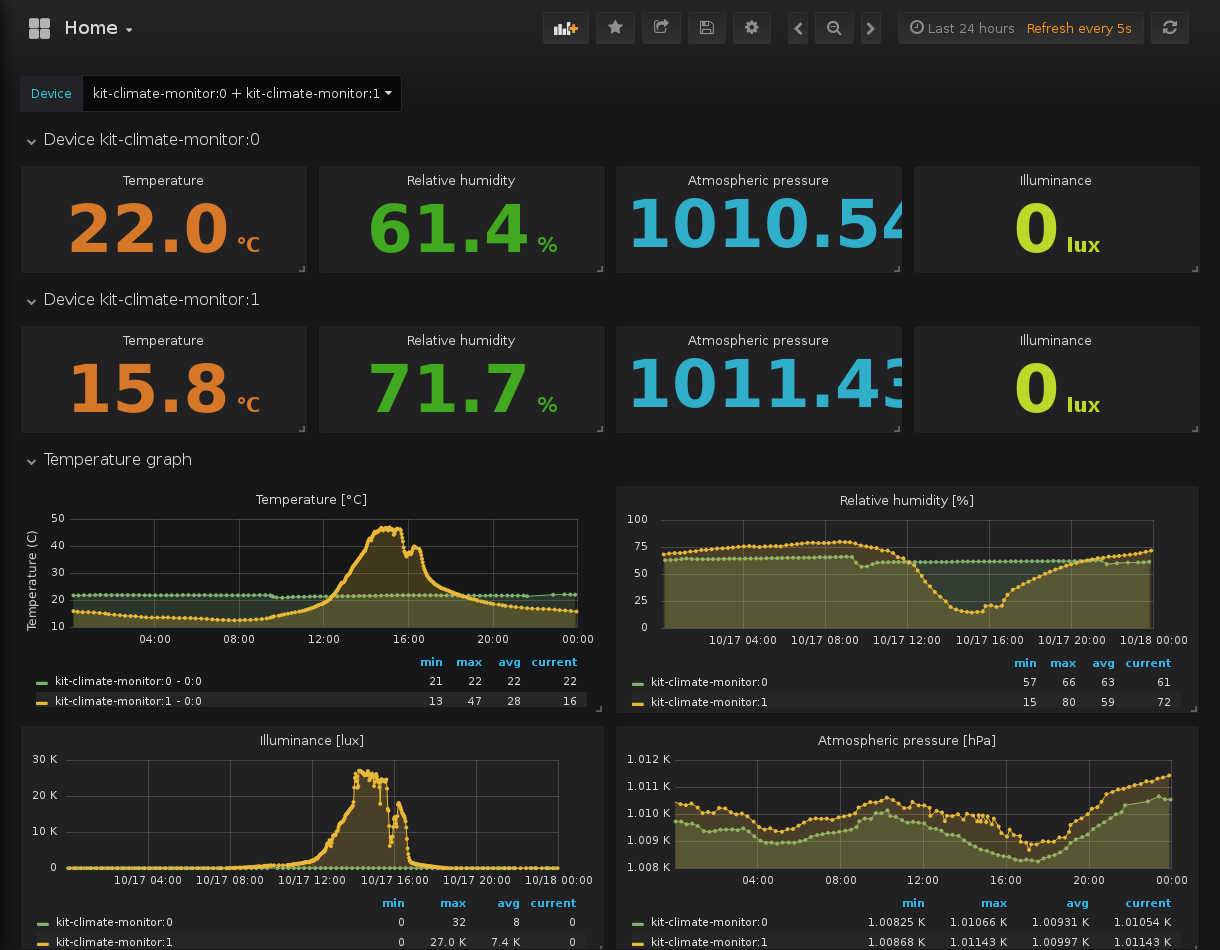 Home
Last 24 hours Refresh every 5s
Device kit-climate-monitor:0 + kit-climate-monitor:1
Device kit-climate-monitor:0
Temperature Relative humidity Atmospheric pressure Illuminance
22.0 °C 61.4 % 1010.54 0 lux
Device kit-climate-monitor:1
Temperature Relative humidity Atmospheric pressure Illuminance
15.8 °C 71.7 % 1011.43 0 lux
Temperature graph
Temperature [°C]
Temperature (C)
50
40
30
20
10
04:00 08:00 12:00 16:00 20:00 00:00
min max avg current
kit-climate-monitor:0 - 0:0 21 22 22 22
kit-climate-monitor:1 - 0:0 13 47 28 16
Relative humidity [%]
100
75
50
25
0
10/17 04:00 10/17 08:00 10/17 12:00 10/17 16:00 10/17 20:00 10/18 00:00
min max avg current
kit-climate-monitor:0 57 66 63 61
kit-climate-monitor:1 15 80 59 72
Illuminance [lux]
30 K
20 K
10 K
0
10/17 04:00 10/17 08:00 10/17 12:00 10/17 16:00 10/17 20:00 10/18 00:00
min max avg current
kit-climate-monitor:0 0 32 8 0
kit-climate-monitor:1 0 27.0 K 7.4 K 0
Atmospheric pressure [hPa]
1.012 K
1.011 K
1.010 K
1.009 K
1.008 K
04:00 08:00 12:00 16:00 20:00 00:00
min max avg current
kit-climate-monitor:0 1.00825 K 1.01066 K 1.00931 K 1.01054 K
kit-climate-monitor:1 1.00868 K 1.01143 K 1.00997 K 1.01143 K